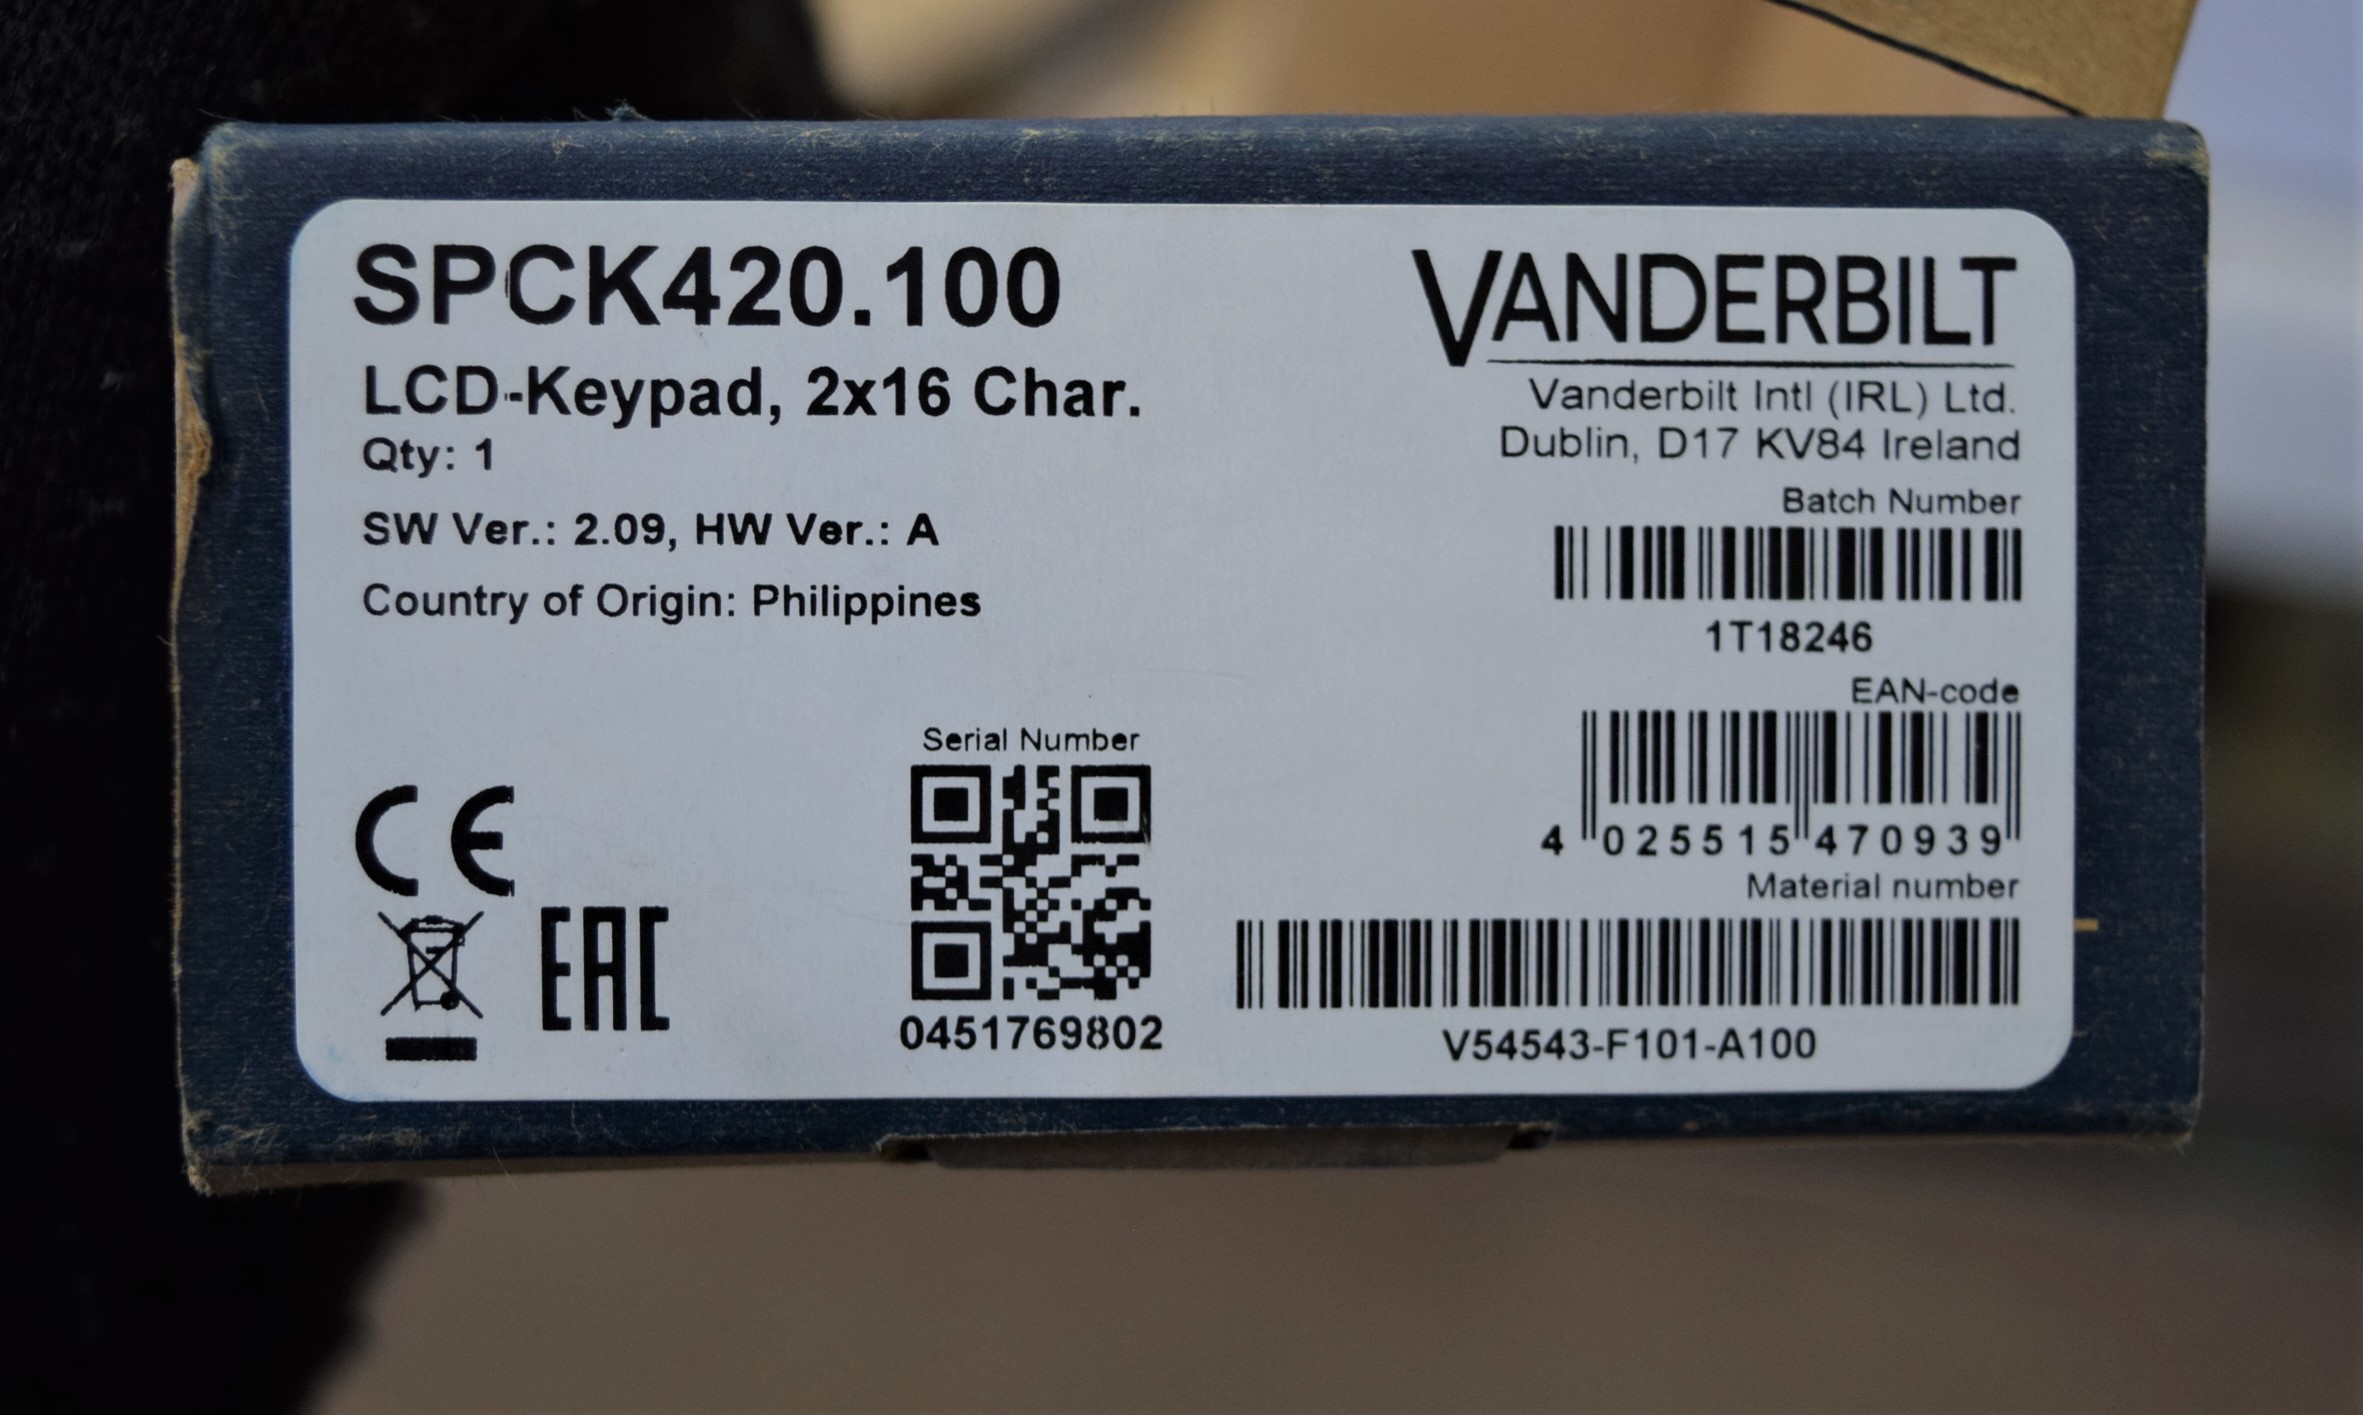 SPCK420.100
LCD-Keypad, 2x16 Char.
Qty: 1
SW Ver.: 2.09, HW Ver.: A
Country of Origin: Philippines
CE
EAC
Serial Number
0451769802
VANDERBILT
Vanderbilt Intl (IRL) Ltd.
Dublin, D17 KV84 Ireland
Batch Number
1T18246
EAN-code
4 025515 470939
Material number
V54543-F101-A100